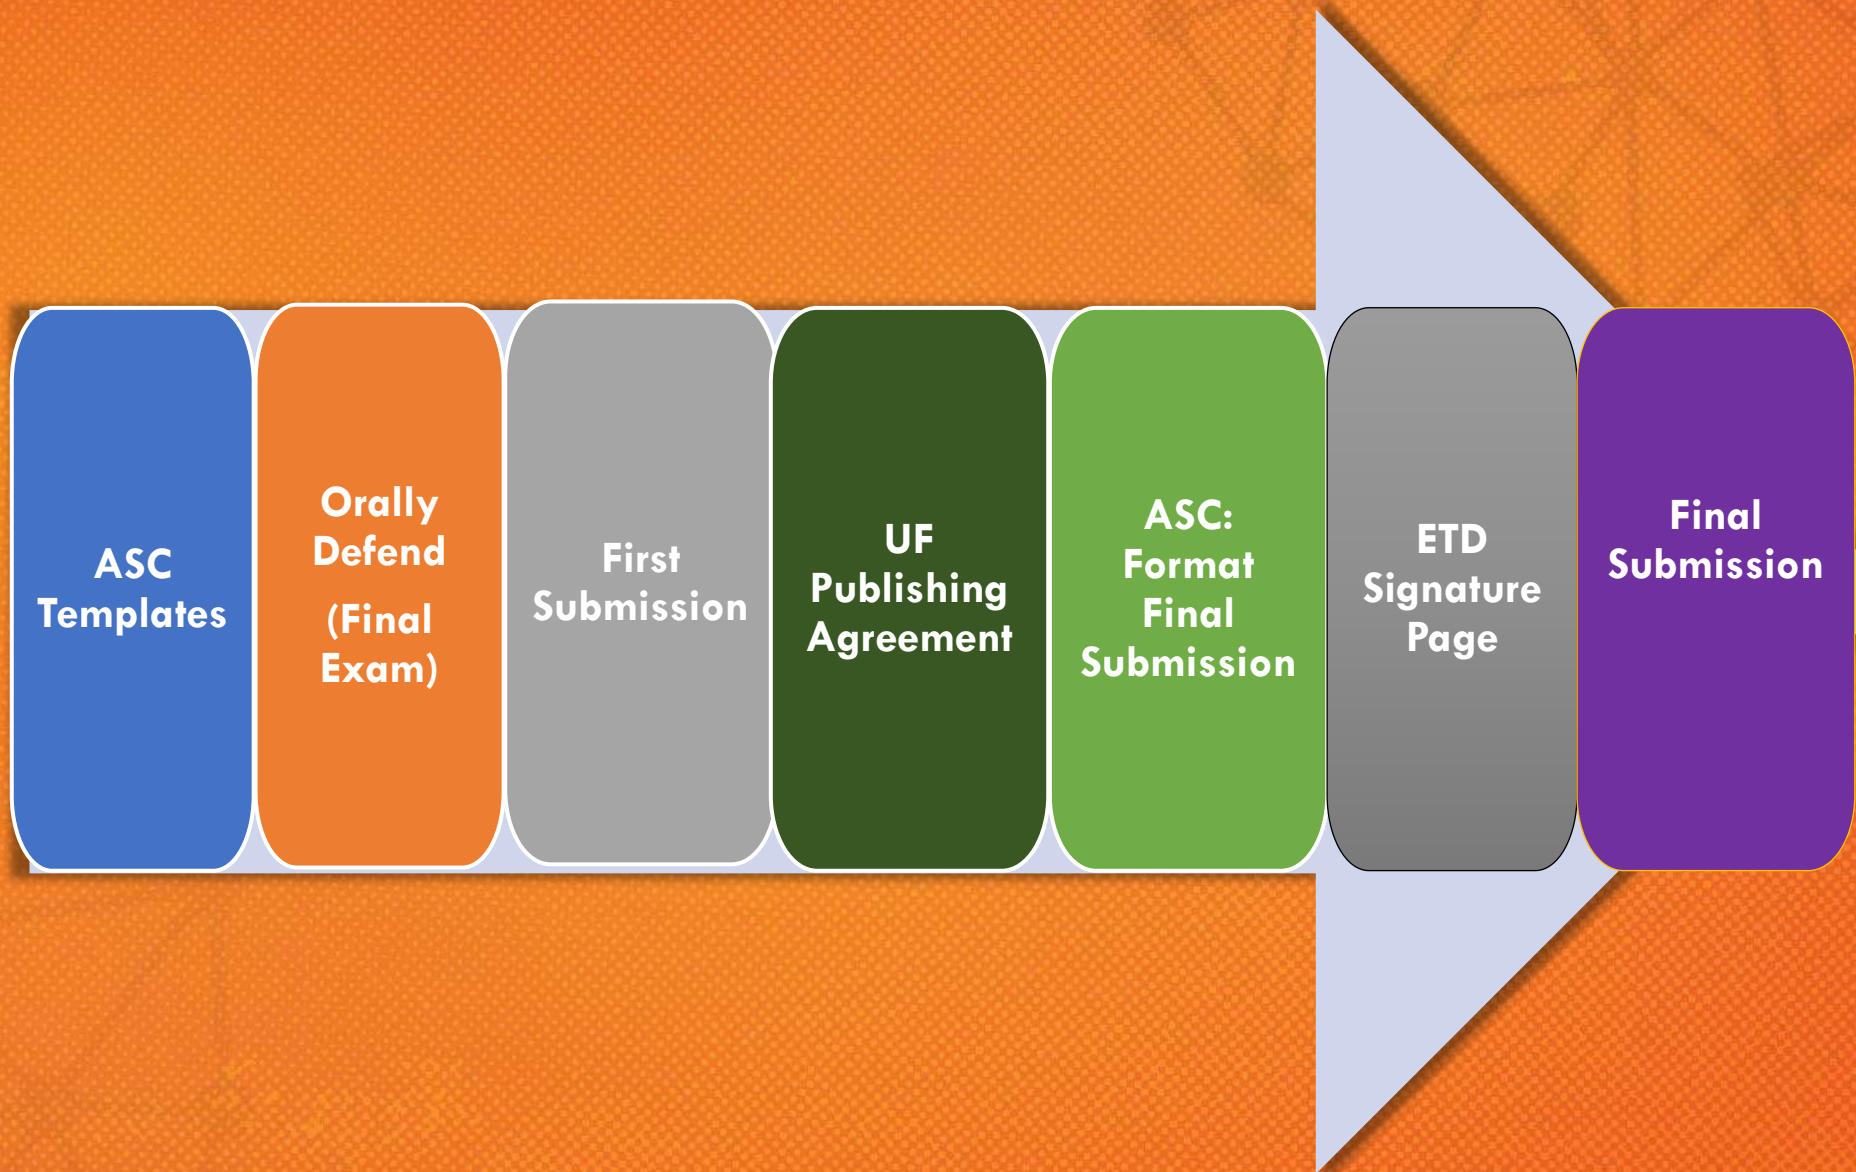 ASC
Templates
Orally
Defend
(Final
Exam)
First
Submission
UF
Publishing
Agreement
ASC:
Format
Final
Submission
ETD
Signature
Page
Final
Submission